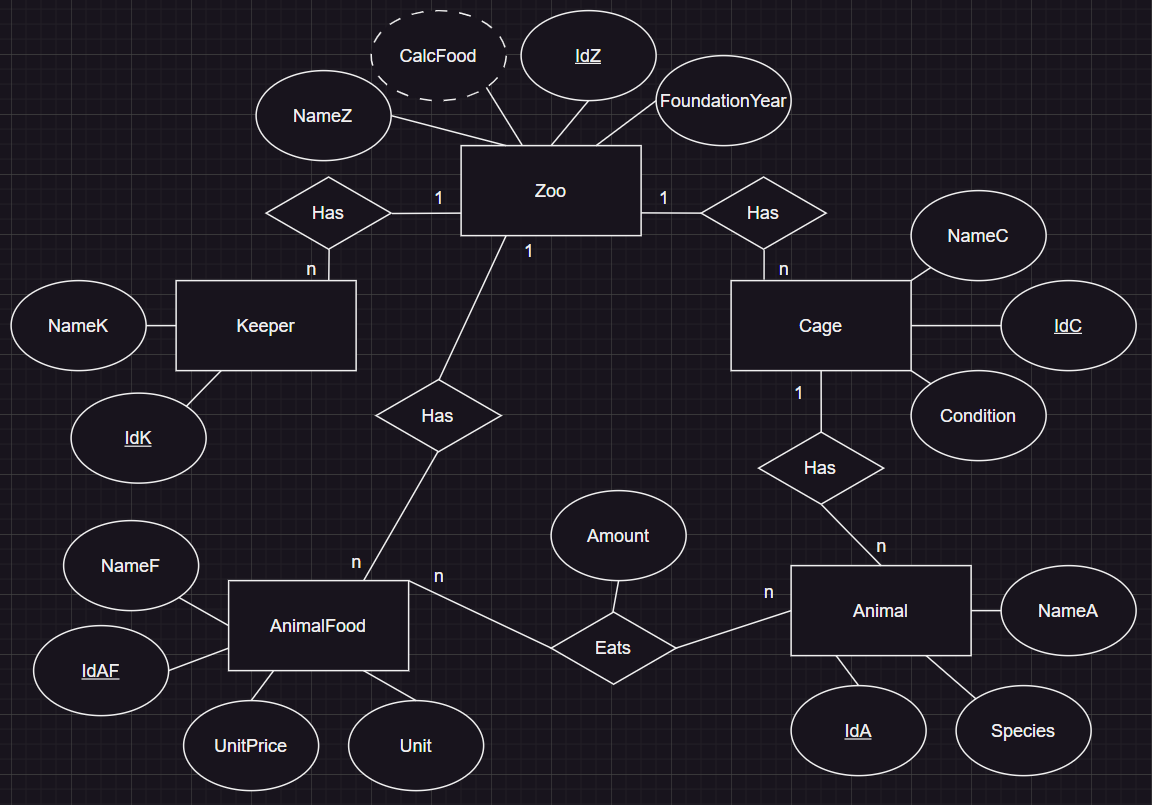 CalcFood
IdZ
FoundationYear
NameZ
Zoo
Has
1
1
Has
n
1
n
NameC
NameK
Keeper
Cage
IdC
IdK
Has
1
Condition
Has
n
Amount
n
NameF
n
n
AnimalFood
Eats
Animal
NameA
IdAF
UnitPrice
Unit
IdA
Species